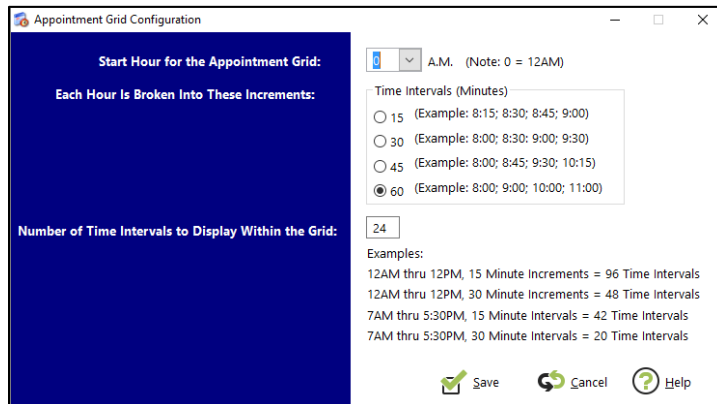 Appointment Grid Configuration
Start Hour for the Appointment Grid: 0 A.M. (Note: 0 = 12AM)
Each Hour Is Broken Into These Increments: Time Intervals (Minutes)
15 (Example: 8:15; 8:30; 8:45; 9:00)
30 (Example: 8:00; 8:30: 9:00; 9:30)
45 (Example: 8:00; 8:45; 9:30; 10:15)
60 (Example: 8:00; 9:00; 10:00; 11:00)
Number of Time Intervals to Display Within the Grid: 24
Examples:
12AM thru 12PM, 15 Minute Increments = 96 Time Intervals
12AM thru 12PM, 30 Minute Increments = 48 Time Intervals
7AM thru 5:30PM, 15 Minute Intervals = 42 Time Intervals
7AM thru 5:30PM, 30 Minute Intervals = 20 Time Intervals
Save Cancel Help